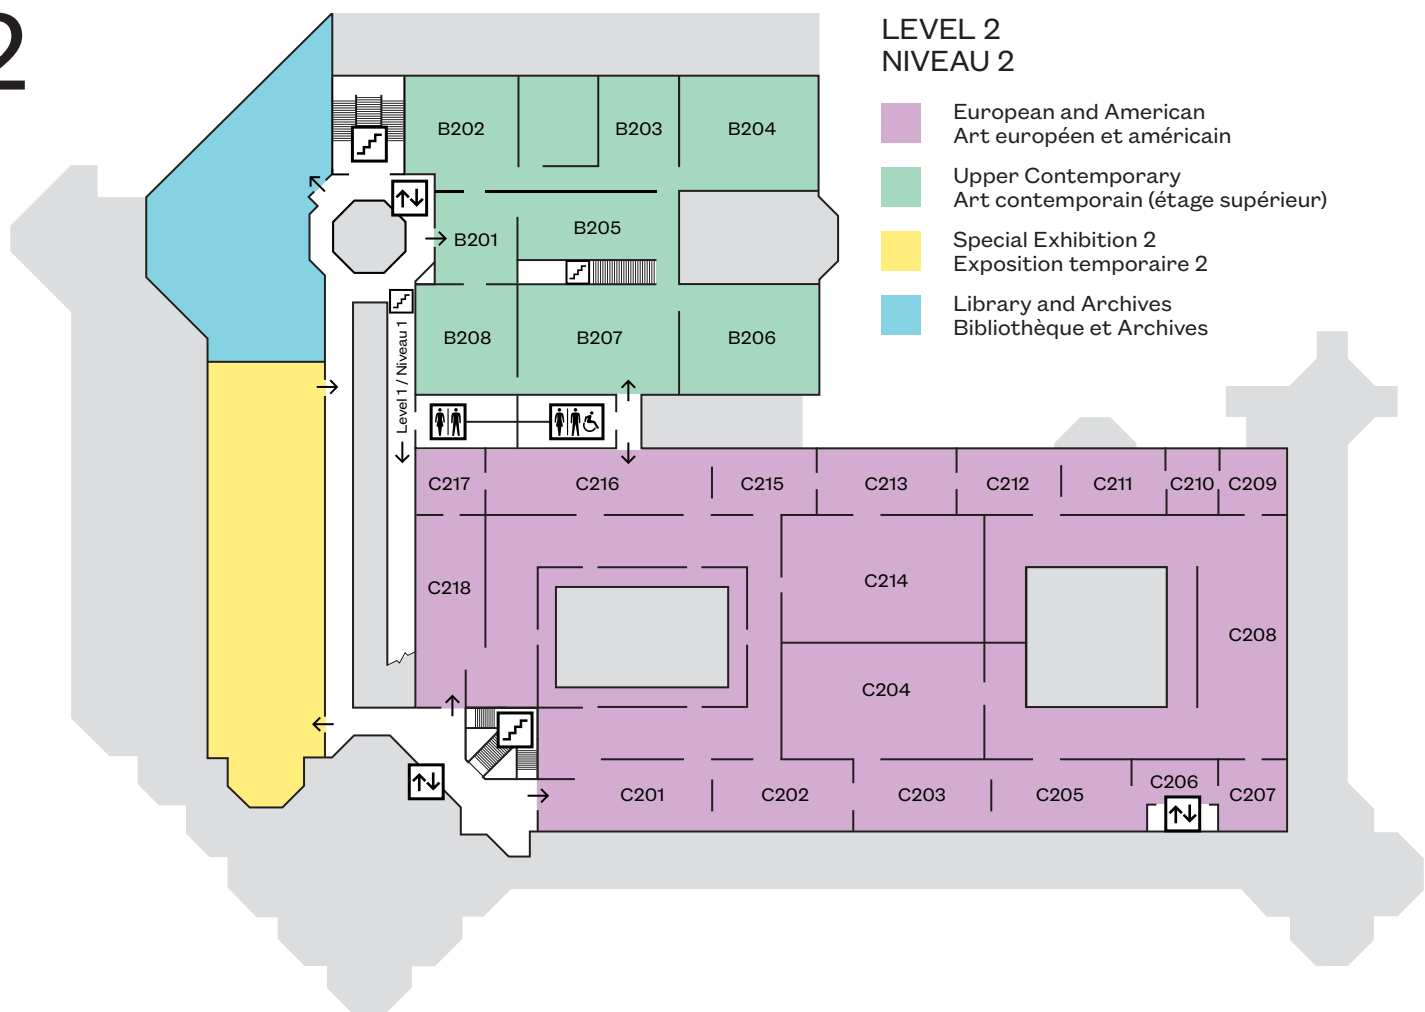 2
LEVEL 2
NIVEAU 2
European and American
Art européen et américain
Upper Contemporary
Art contemporain (étage supérieur)
Special Exhibition 2
Exposition temporaire 2
Library and Archives
Bibliothèque et Archives
B202
B203
B204
B201
B205
B208
B207
B206
Level 1 / Niveau 1
C217
C216
C215
C213
C212
C211
C210
C209
C218
C214
C208
C204
C201
C202
C203
C205
C206
C207